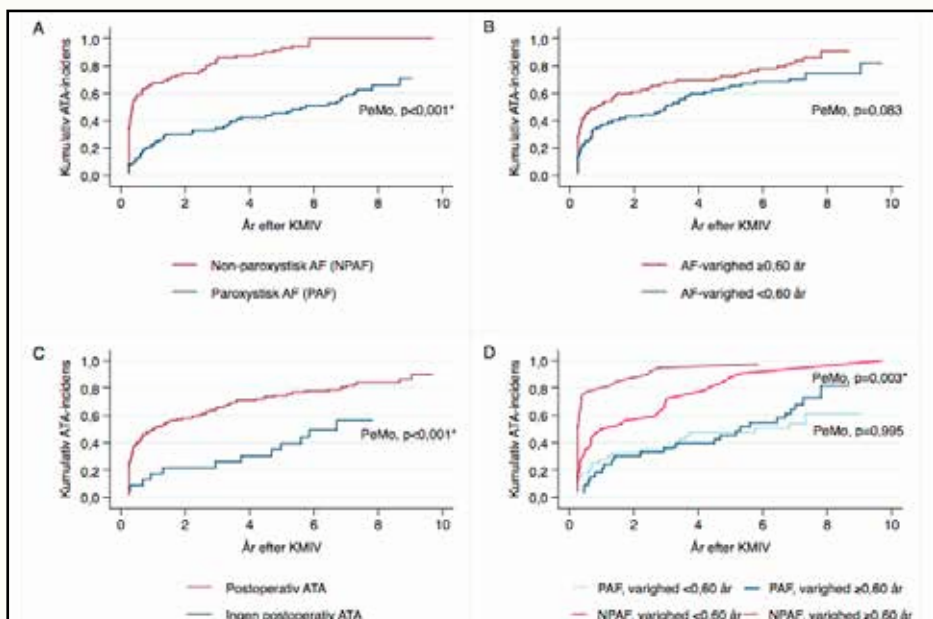 A
Kumulativ ATA-incidens
1,0
0,8
0,6
0,4
0,2
0,0
PeMo, p<0,001*
0 2 4 6 8 10
År efter KMIV
Non-paroxystisk AF (NPAF)
Paroxystisk AF (PAF)
B
Kumulativ ATA-incidens
1,0
0,8
0,6
0,4
0,2
0,0
PeMo, p=0,083
0 2 4 6 8 10
År efter KMIV
AF-varighed ≥0,60 år
AF-varighed <0,60 år
C
Kumulativ ATA-incidens
1,0
0,8
0,6
0,4
0,2
0,0
PeMo, p<0,001*
0 2 4 6 8 10
År efter KMIV
Postoperativ ATA
Ingen postoperativ ATA
D
Kumulativ ATA-incidens
1,0
0,8
0,6
0,4
0,2
0,0
PeMo, p=0,003*
PeMo, p=0,995
0 2 4 6 8 10
År efter KMIV
PAF, varighed <0,60 år PAF, varighed ≥0,60 år
NPAF, varighed <0,60 år NPAF, varighed ≥0,60 år